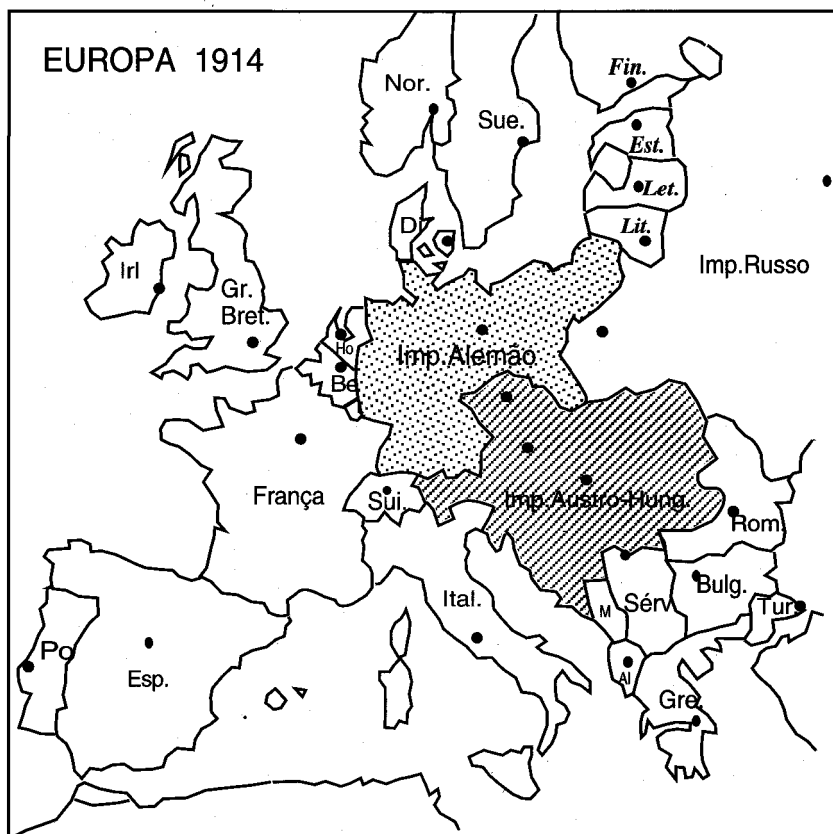 EUROPA 1914
Nor.
Fin.
Sue.
Est.
Let.
Lit.
Di
Irl
Gr.
Bret.
Imp.Russo
Ho
Be
Imp.Alemão
França
Sui.
Imp.Austro-Hung.
Rom.
Ital.
M
Sérv
Bulg.
Tur.
Po
Esp.
Al
Gre.